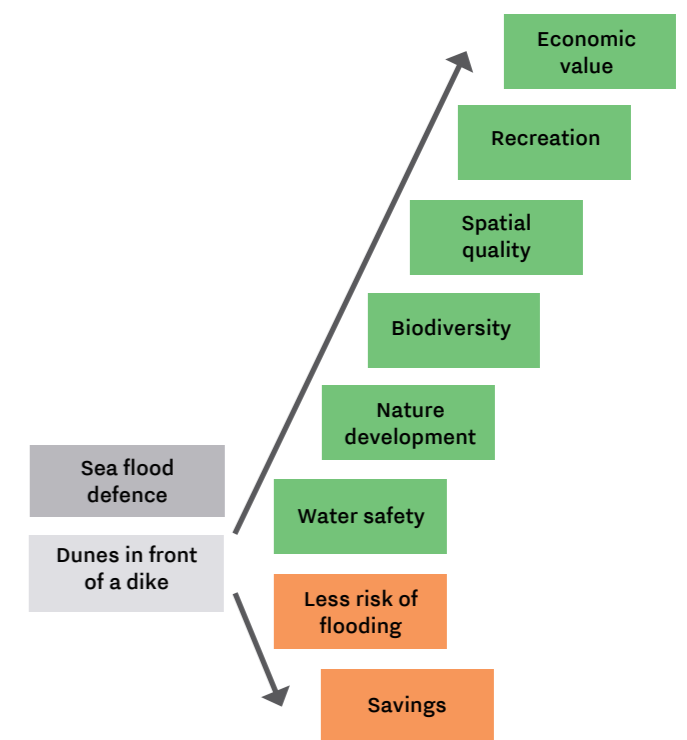 Economic
value
Recreation
Spatial
quality
Biodiversity
Nature
development
Sea flood
defence
Water safety
Dunes in front
of a dike
Less risk of
flooding
Savings